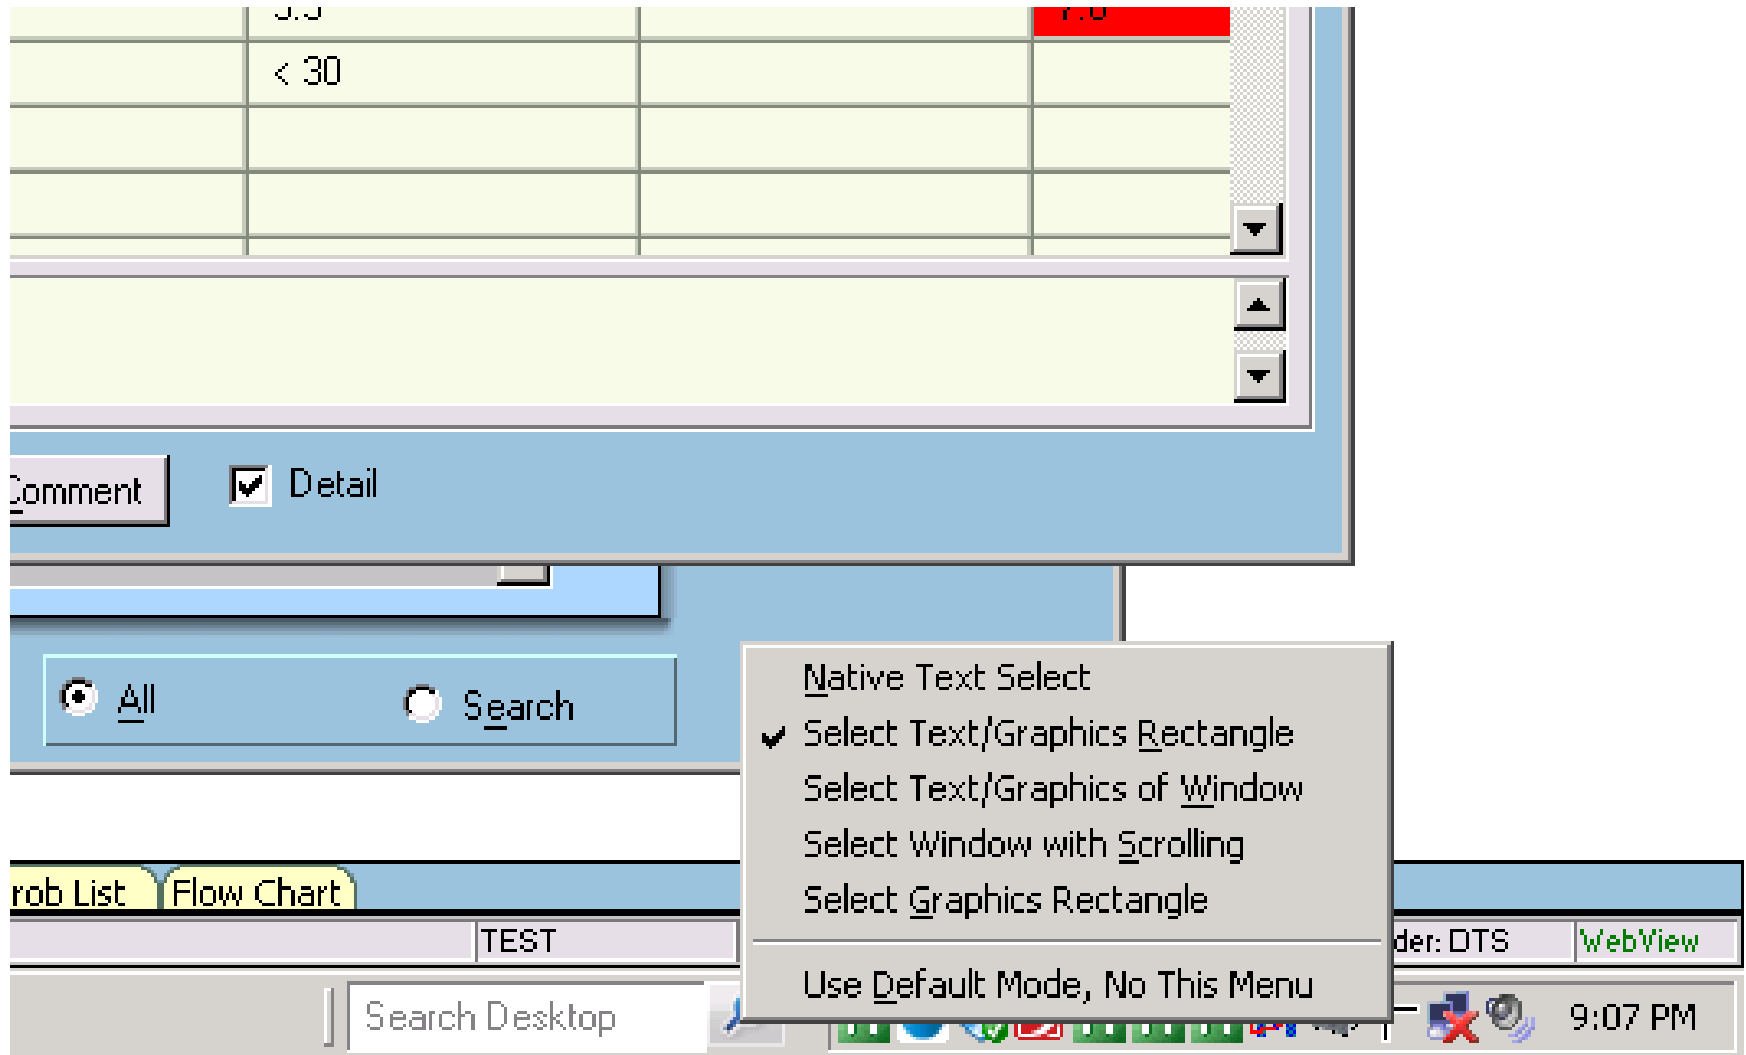 < 30
Comment
Detail
All
Search
Native Text Select
Select Text/Graphics Rectangle
Select Text/Graphics of Window
Select Window with Scrolling
Select Graphics Rectangle
Use Default Mode, No This Menu
rob List
Flow Chart
TEST
der: DTS
WebView
Search Desktop
9:07 PM